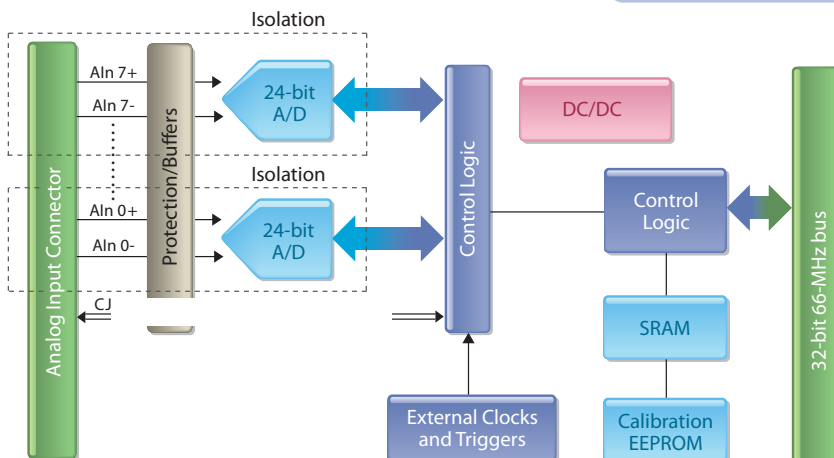 Isolation
AIn 7+
AIn 7-
24-bit
A/D
DC/DC
Analog Input Connector
Protection/Buffers
Control Logic
Isolation
AIn 0+
AIn 0-
24-bit
A/D
Control
Logic
32-bit 66-MHz bus
CJ
SRAM
External Clocks
and Triggers
Calibration
EEPROM